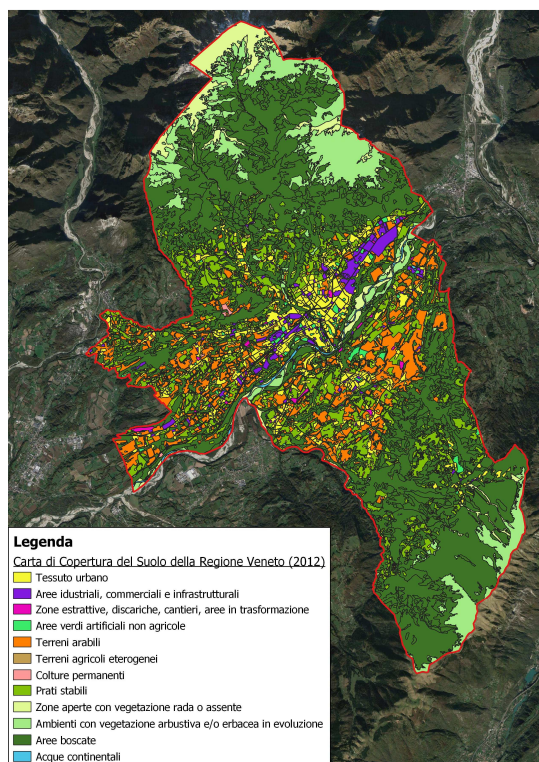 Legenda
Carta di Copertura del Suolo della Regione Veneto (2012)
Tessuto urbano
Aree idustriali, commerciali e infrastrutturali
Zone estrattive, discariche, cantieri, aree in trasformazione
Aree verdi artificiali non agricole
Terreni arabili
Terreni agricoli eterogenei
Colture permanenti
Prati stabili
Zone aperte con vegetazione rada o assente
Ambienti con vegetazione arbustiva e/o erbacea in evoluzione
Aree boscate
Acque continentali